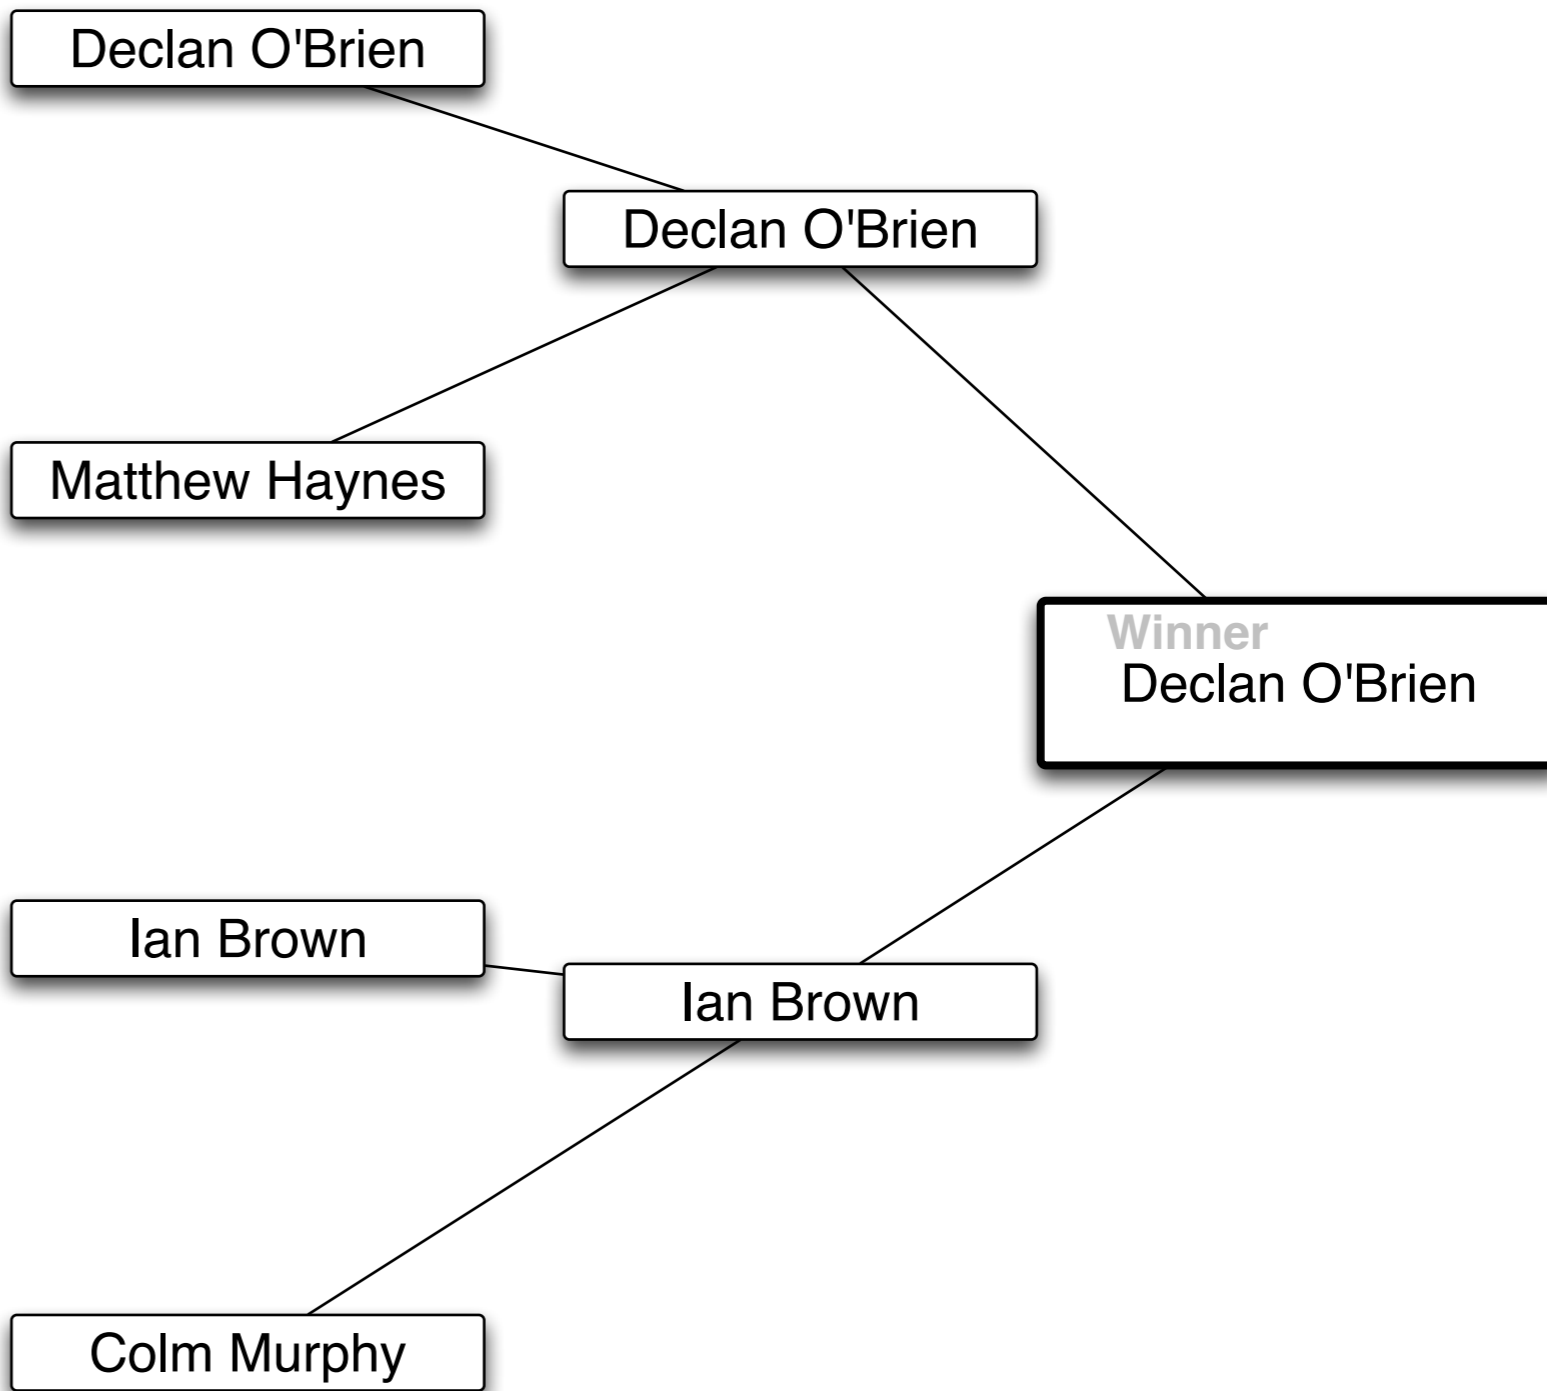 Declan O'Brien
Declan O'Brien
Matthew Haynes
Winner
Declan O'Brien
Ian Brown
Ian Brown
Colm Murphy